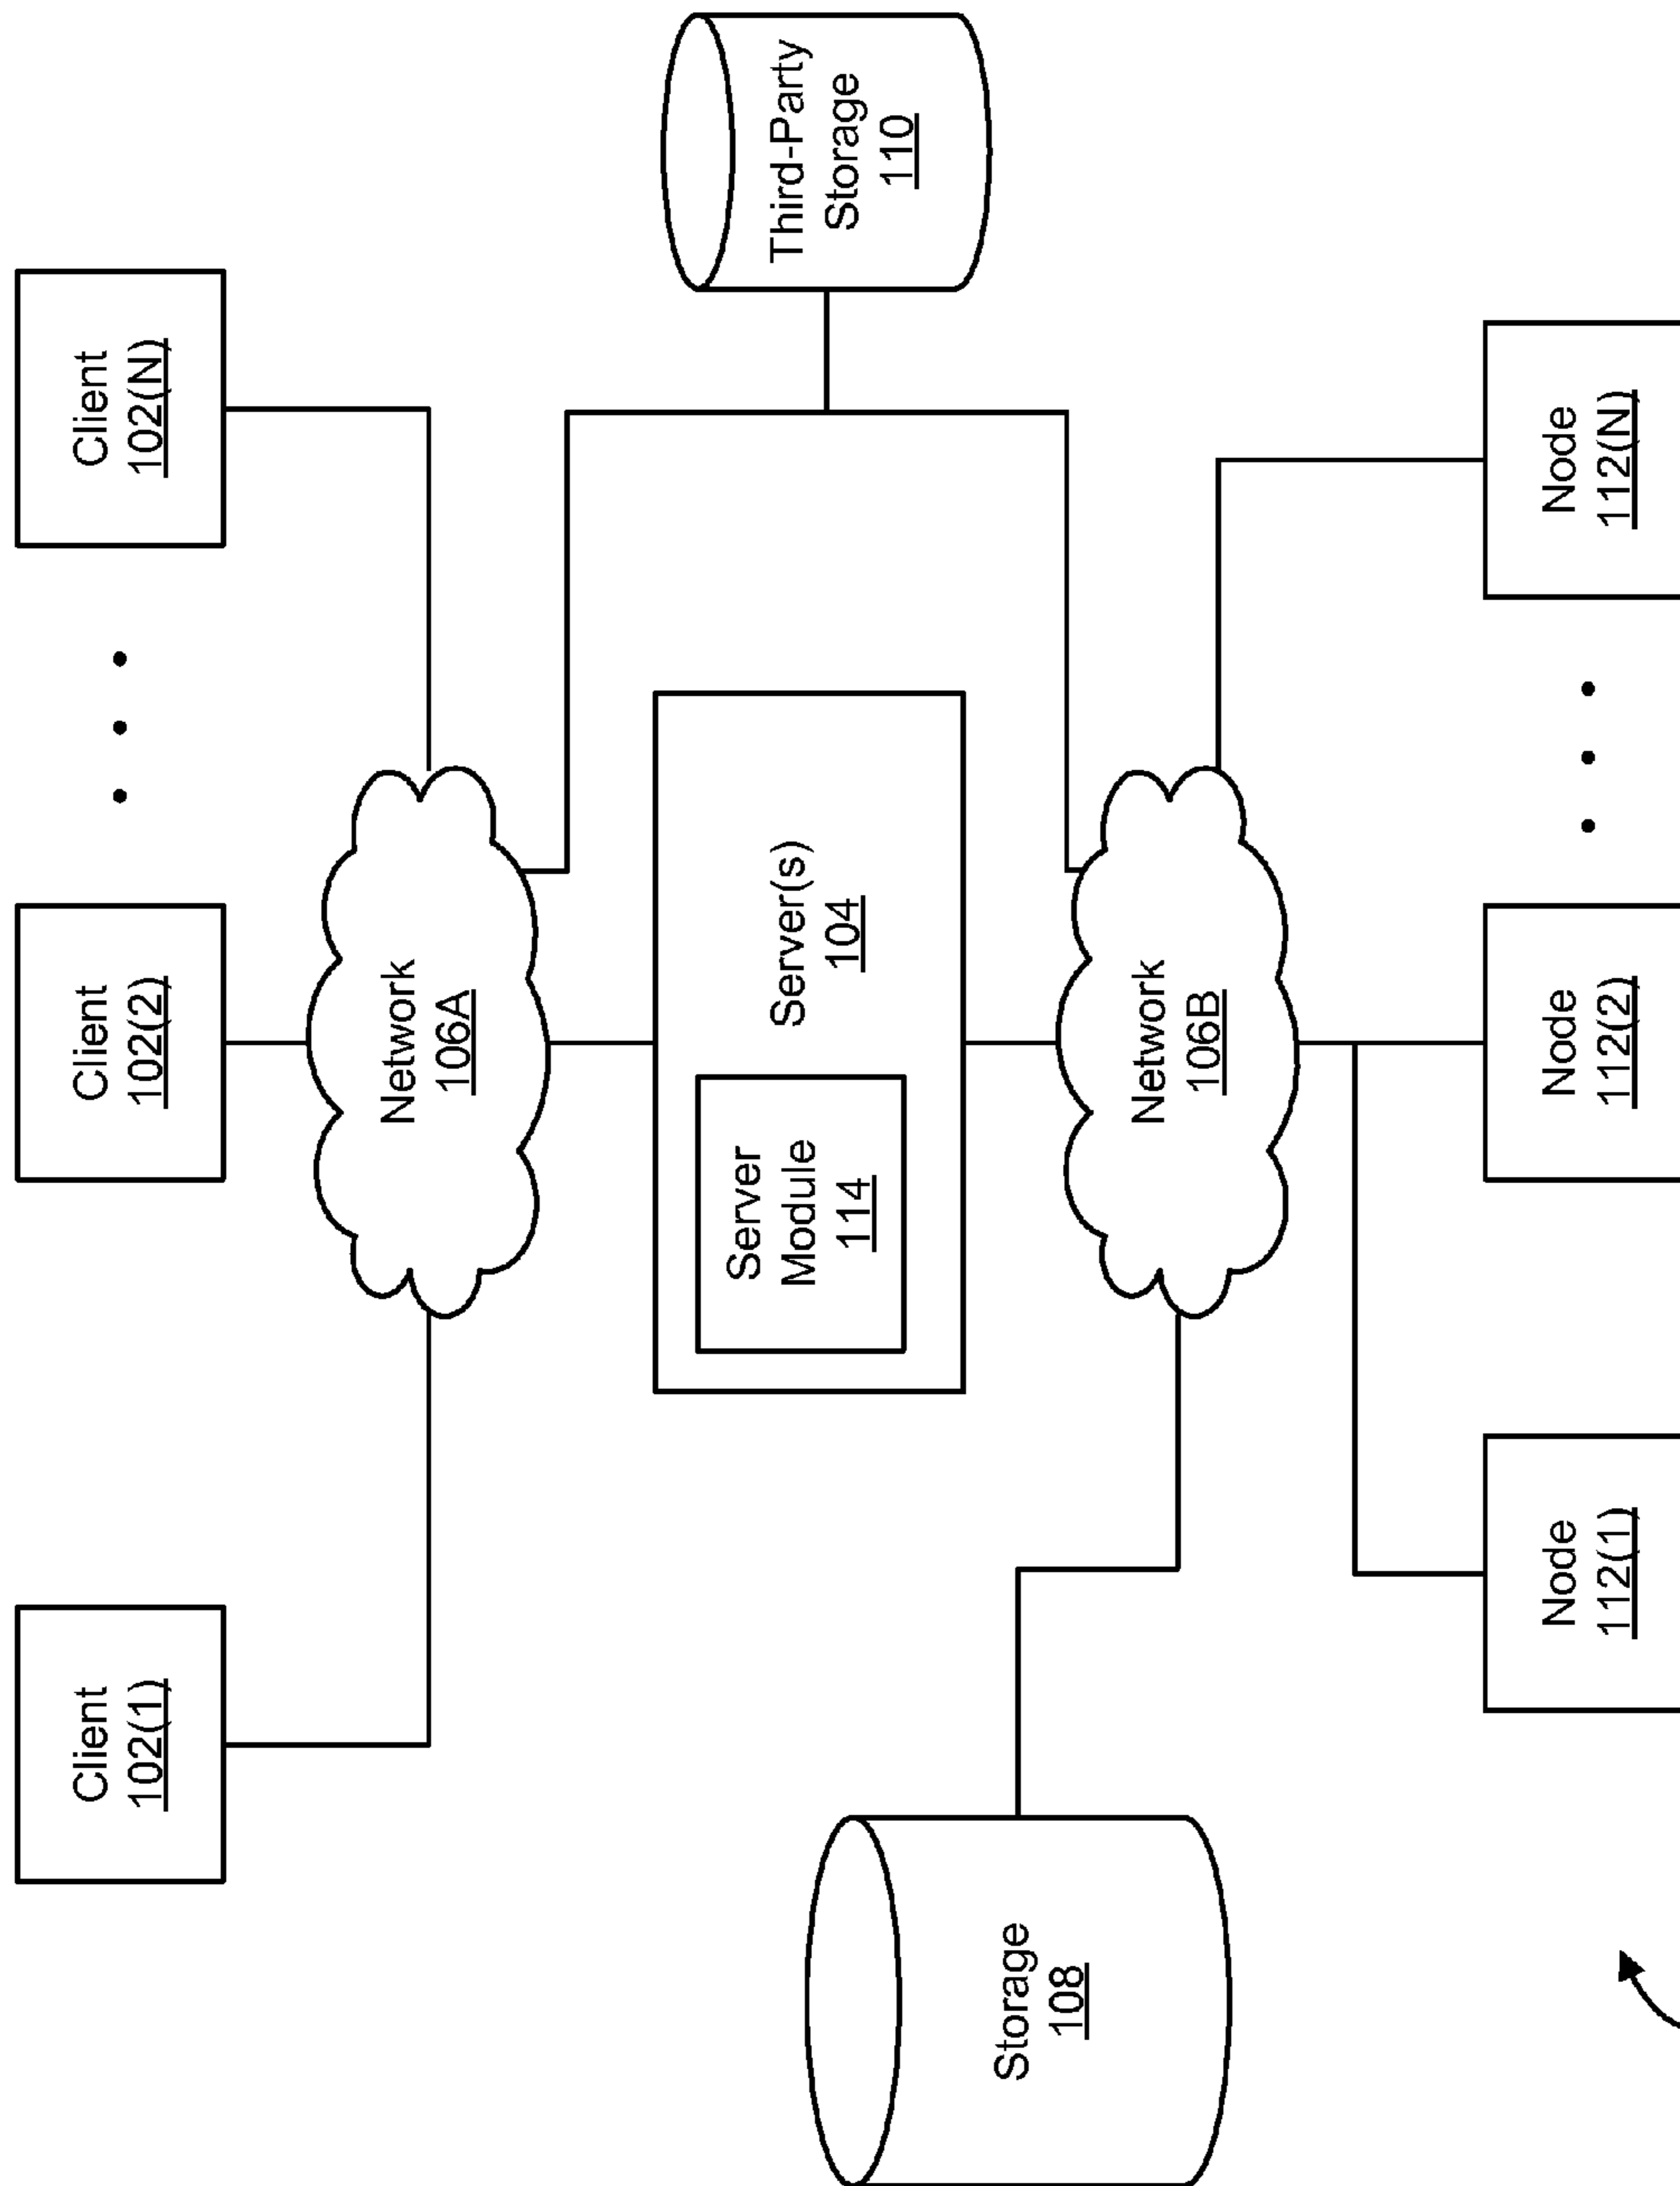 Client
102(1)
Client
102(2)
• • •
Client
102(N)
Network
106A
Server
Module
114
Server(s)
104
Third-Party
Storage
110
Storage
108
Network
106B
Node
112(1)
Node
112(2)
• • •
Node
112(N)